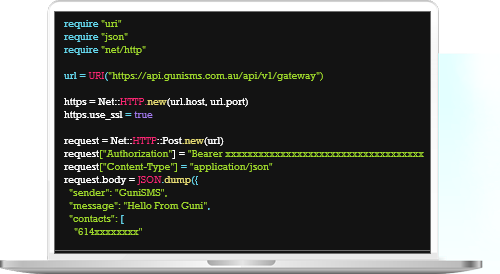 require "uri"
require "json"
require "net/http"
url = URI("https://api.gunisms.com.au/api/v1/gateway")
https = Net::HTTP.new(url.host, url.port)
https.use_ssl = true
request = Net::HTTP::Post.new(url)
request["Authorization"] = "Bearer xxxxxxxxxxxxxxxxxxxxxxxxxxxxxxxxxxxx
request["Content-Type"] = "application/json"
request.body = JSON.dump({
"sender": "GuniSMS",
"message": "Hello From Guni",
"contacts": [
"614xxxxxxxx"